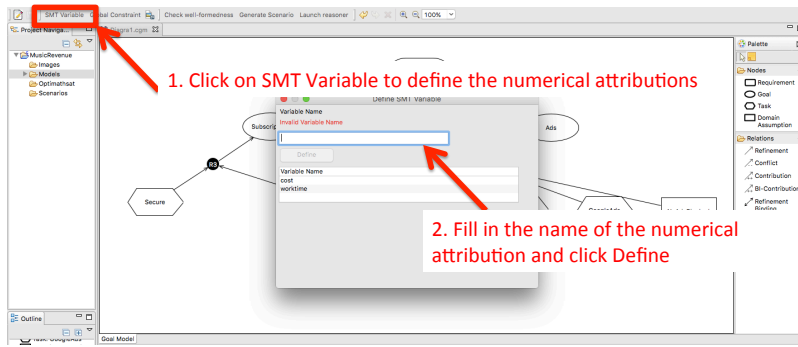 SMT Variable Global Constraint Check well-formedness Generate Scenario Launch reasoner 100%
Project Naviga...
MusicRevenue
Images
Models
Optimathsat
Scenarios
1. Click on SMT Variable to define the numerical attributions
Define SMT Variable
Variable Name
Invalid Variable Name
Define
Variable Name
cost
worktime
Subscrip
Ads
R3
Secure
2. Fill in the name of the numerical
attribution and click Define
Palette
Nodes
Requirement
Goal
Task
Domain
Assumption
Relations
Refinement
Conflict
Contribution
Bi-Contribution
Refinement
Binding
Outline
Task: GoogleAds
Goal Model